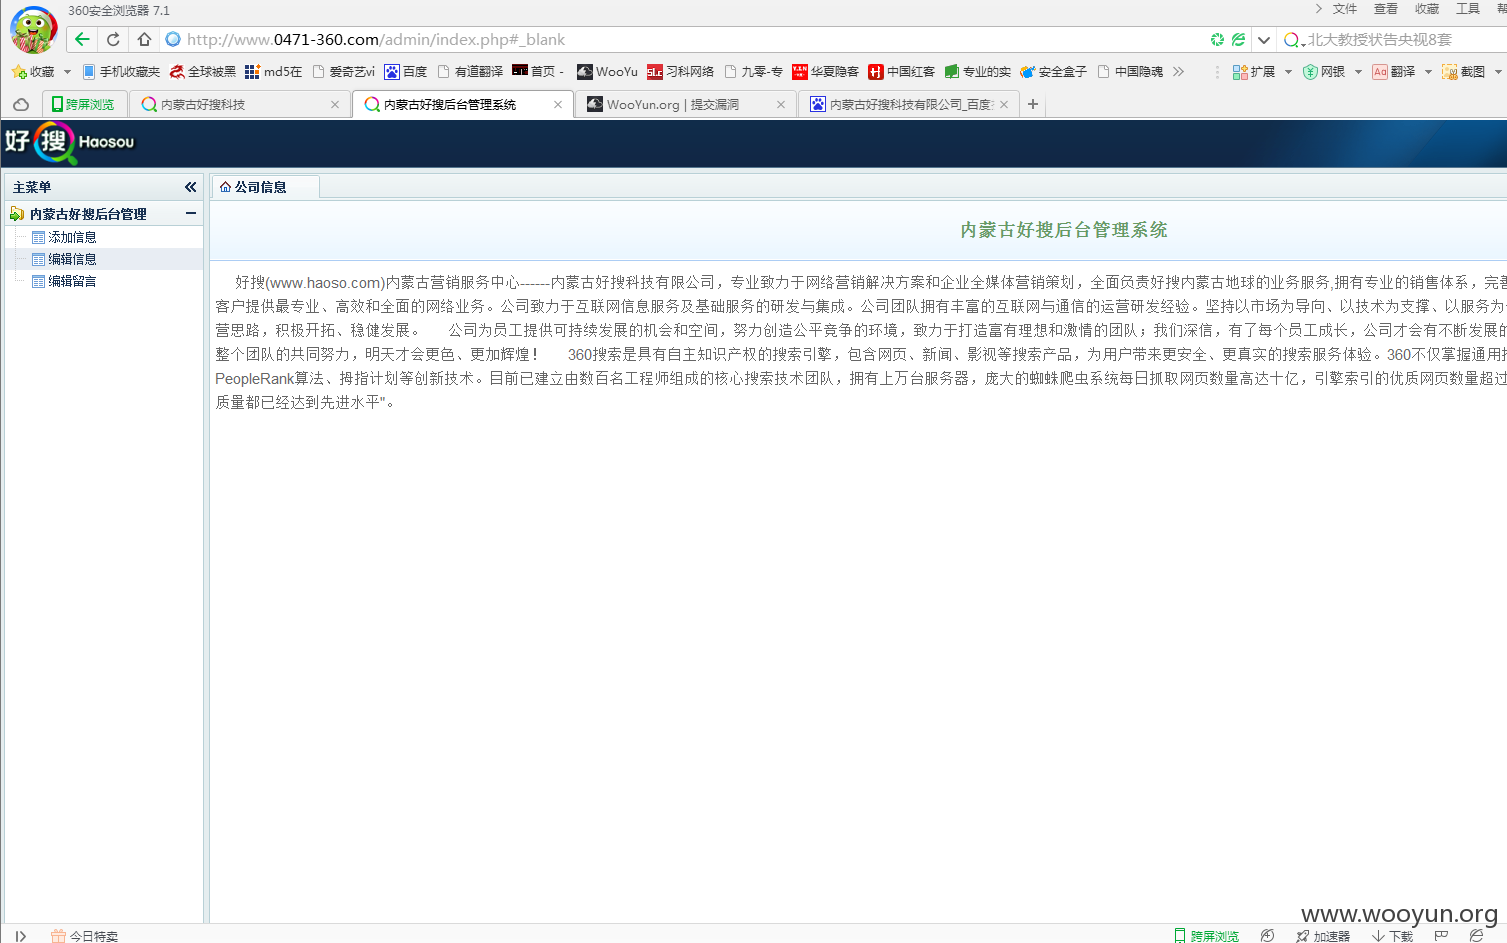 360安全浏览器 7.1
文件 查看 收藏 工具
http://www.0471-360.com/admin/index.php#_blank
北大教授状告央视8套
收藏 手机收藏夹 全球被黑 md5在 爱奇艺vi 百度 有道翻译 首页 - WooYu 习科网络 九零-专 华夏隐客 中国红客 专业的实 安全盒子 中国隐魂 扩展 网银 翻译 截图
跨屏浏览 内蒙古好搜科技 内蒙古好搜后台管理系统 WooYun.org | 提交漏洞 内蒙古好搜科技有限公司_百度
好搜 Haosou
主菜单
公司信息
内蒙古好搜后台管理
添加信息
编辑信息
编辑留言
内蒙古好搜后台管理系统
好搜(www.haoso.com)内蒙古营销服务中心------内蒙古好搜科技有限公司，专业致力于网络营销解决方案和企业全媒体营销策划，全面负责好搜内蒙古地球的业务服务,拥有专业的销售体系，完善
客户提供最专业、高效和全面的网络业务。公司致力于互联网信息服务及基础服务的研发与集成。公司团队拥有丰富的互联网与通信的运营研发经验。坚持以市场为导向、以技术为支撑、以服务为
营思路，积极开拓、稳健发展。 公司为员工提供可持续发展的机会和空间，努力创造公平竞争的环境，致力于打造富有理想和激情的团队；我们深信，有了每个员工成长，公司才会有不断发展的
整个团队的共同努力，明天才会更色、更加辉煌！ 360搜索是具有自主知识产权的搜索引擎，包含网页、新闻、影视等搜索产品，为用户带来更安全、更真实的搜索服务体验。360不仅掌握通用
PeopleRank算法、拇指计划等创新技术。目前已建立由数百名工程师组成的核心搜索技术团队，拥有上万台服务器，庞大的蜘蛛爬虫系统每日抓取网页数量高达十亿，引擎索引的优质网页数量超过
质量都已经达到先进水平"。
www.wooyun.org
今日特卖 跨屏浏览 加速器 下载